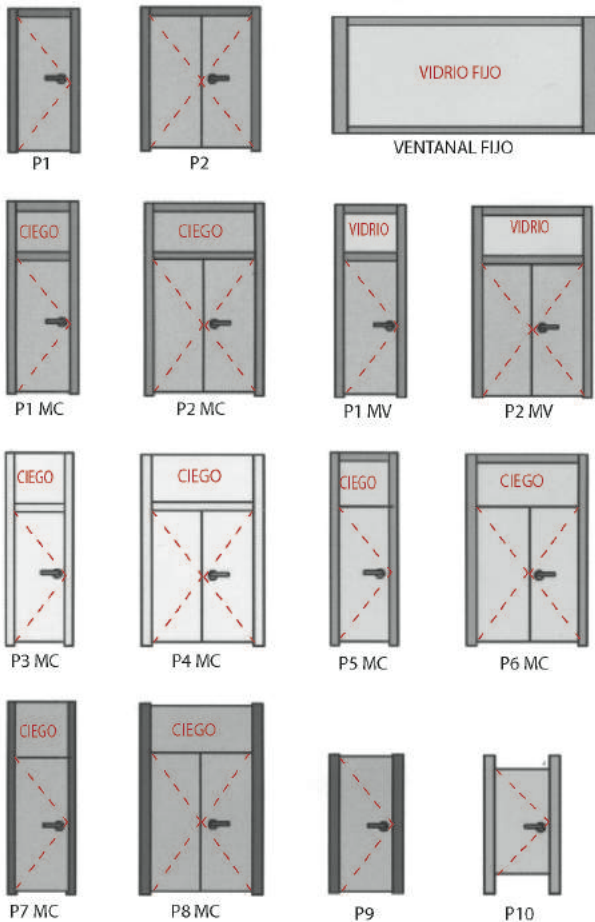 VIDRIO FIJO
P1
P2
VENTANAL FIJO
CIEGO
CIEGO
VIDRIO
VIDRIO
P1 MC
P2 MC
P1 MV
P2 MV
CIEGO
CIEGO
CIEGO
CIEGO
P3 MC
P4 MC
P5 MC
P6 MC
CIEGO
CIEGO
P7 MC
P8 MC
P9
P10